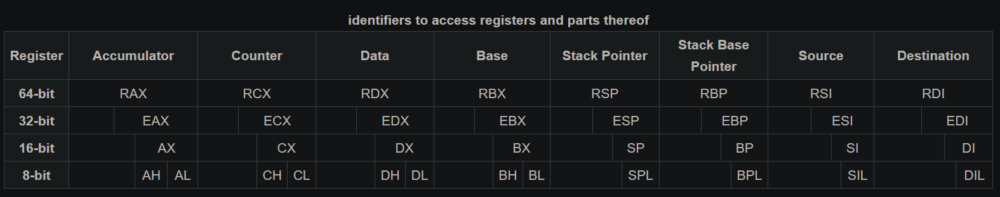 identifiers to access registers and parts thereof
Register Accumulator Counter Data Base Stack Pointer Stack Base Pointer Source Destination
64-bit RAX RCX RDX RBX RSP RBP RSI RDI
32-bit EAX ECX EDX EBX ESP EBP ESI EDI
16-bit AX CX DX BX SP BP SI DI
8-bit AH AL CH CL DH DL BH BL SPL BPL SIL DIL